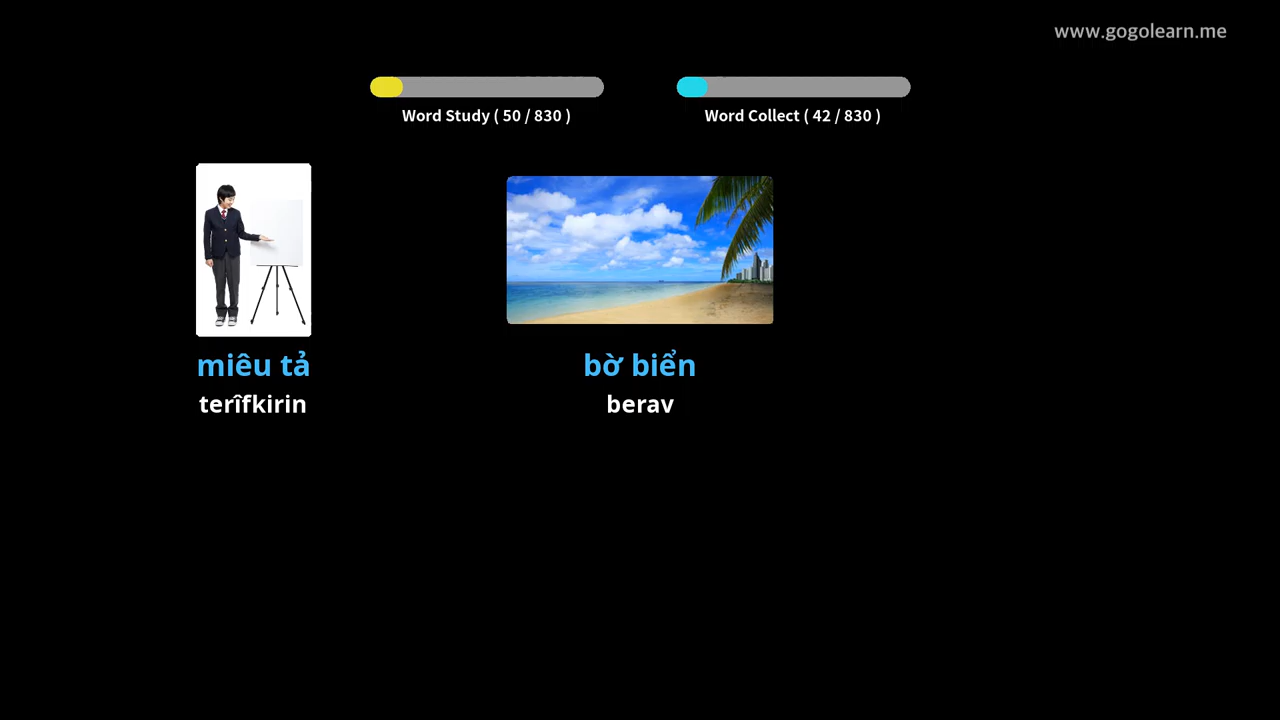 www.gogolearn.me
Word Study ( 50 / 830 )
Word Collect ( 42 / 830 )
miêu tả
terîfkirin
bờ biển
berav